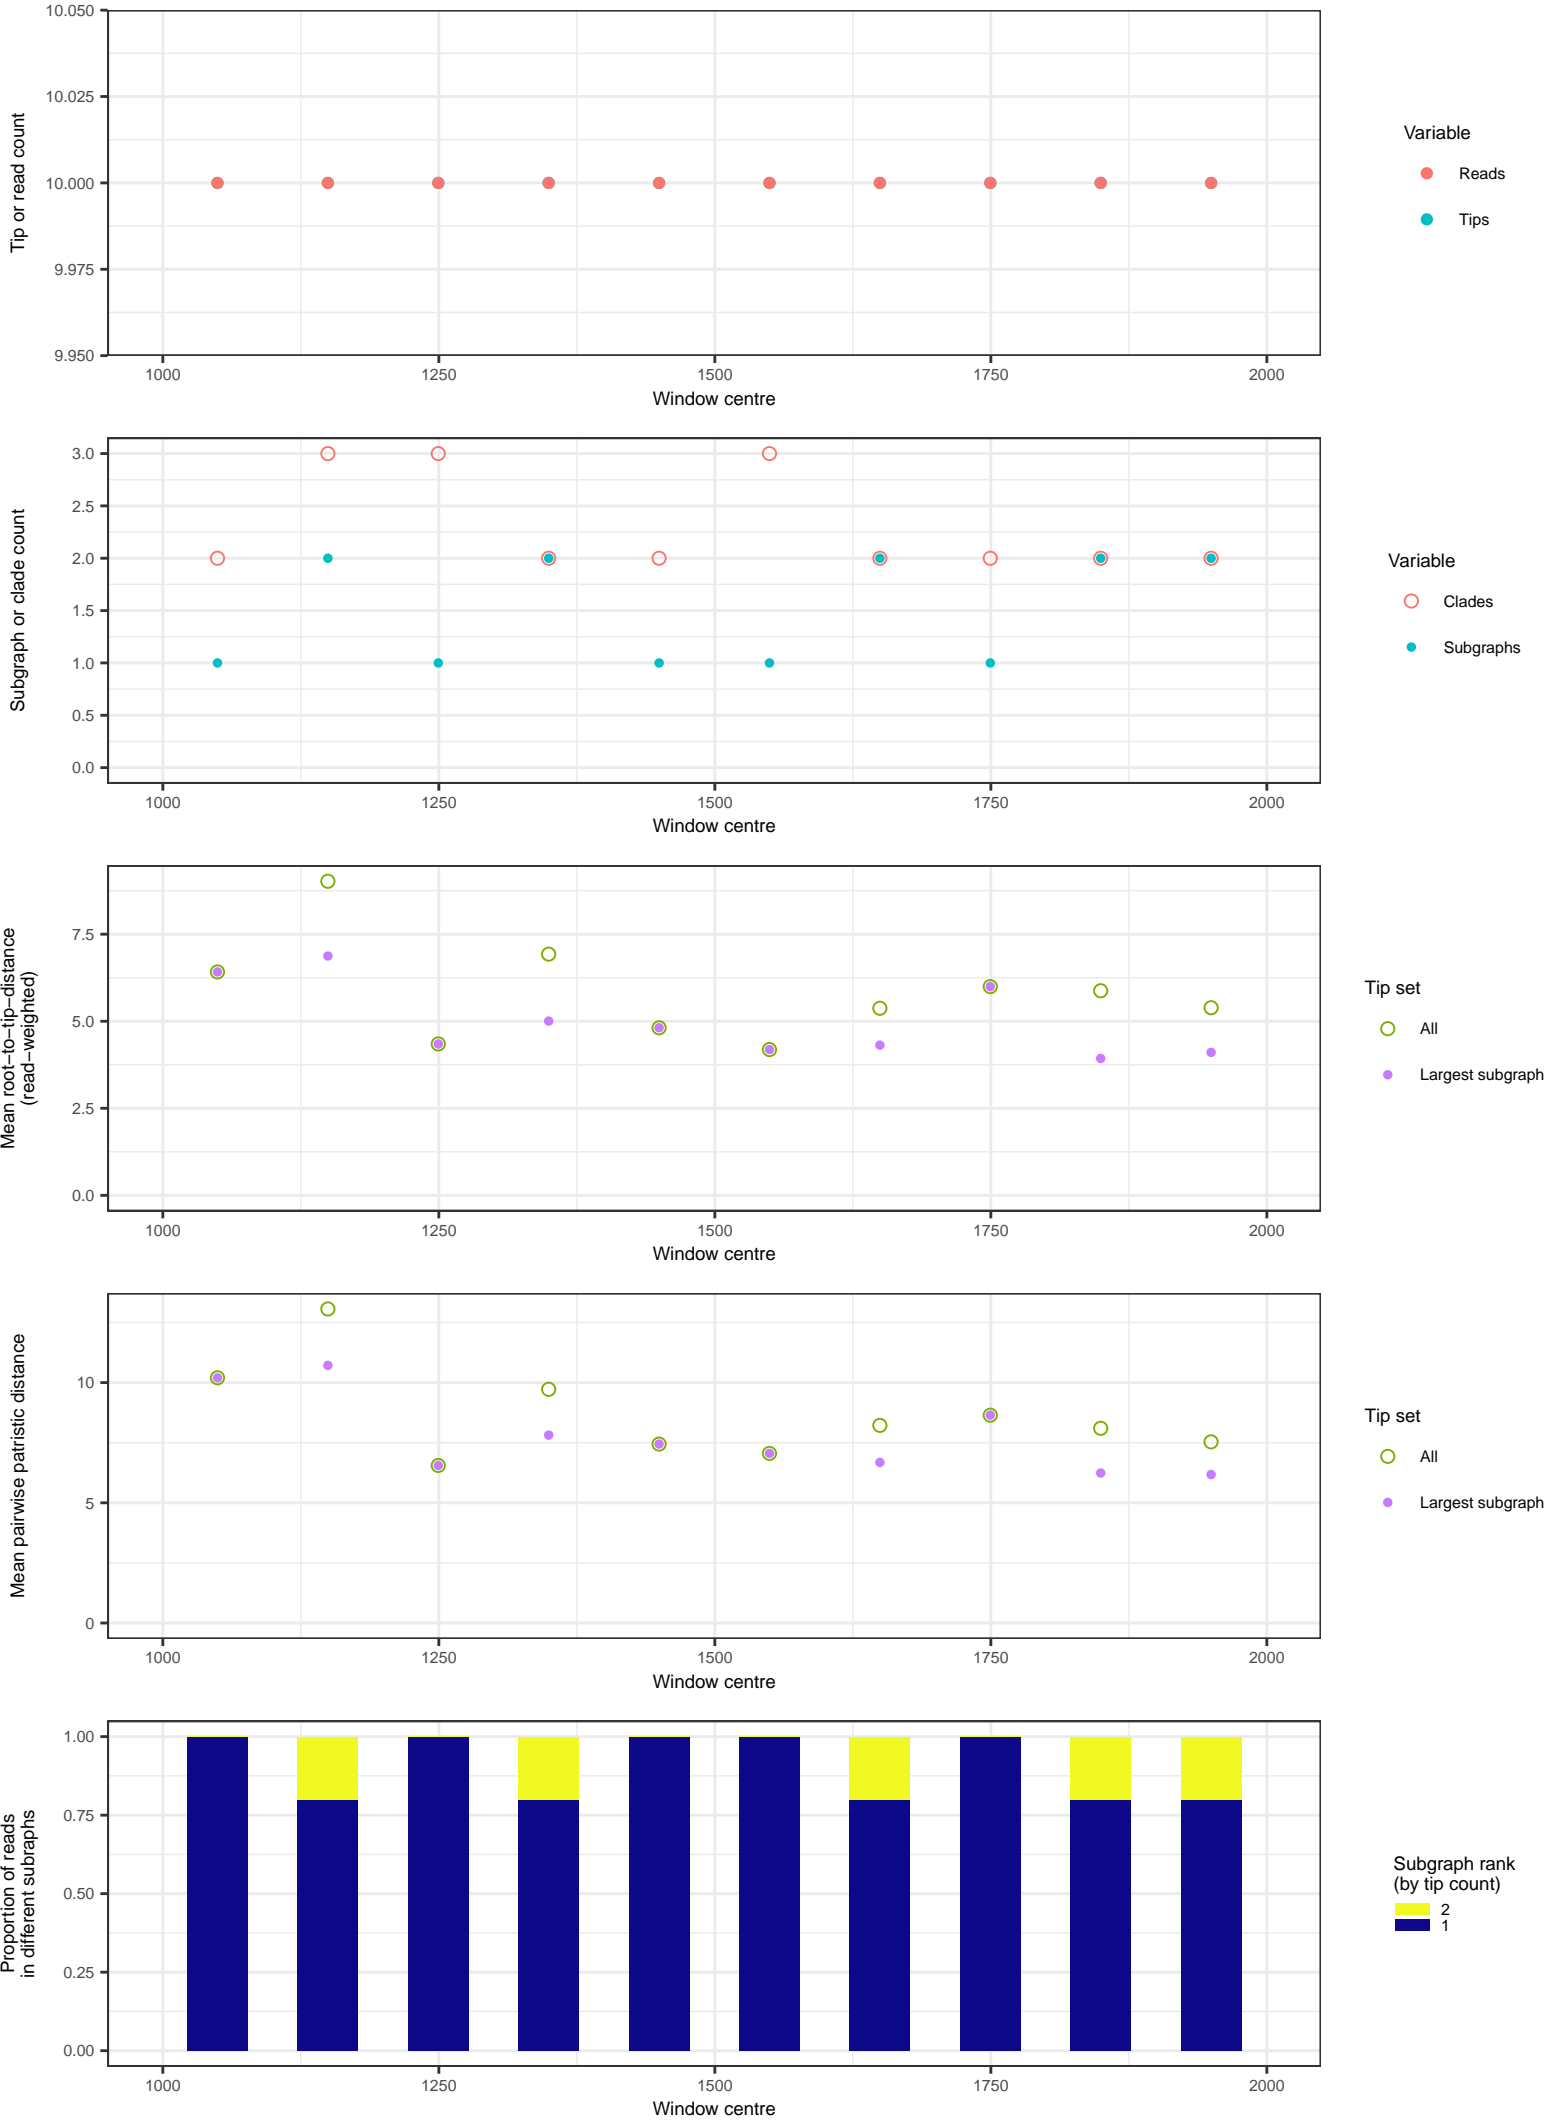 Tip or read count
10.050
10.025
10.000
9.975
9.950
1000 1250 1500 1750 2000
Window centre
Variable
Reads
Tips
Subgraph or clade count
3.0
2.5
2.0
1.5
1.0
0.5
0.0
1000 1250 1500 1750 2000
Window centre
Variable
Clades
Subgraphs
Mean root−to−tip−distance
(read−weighted)
7.5
5.0
2.5
0.0
1000 1250 1500 1750 2000
Window centre
Tip set
All
Largest subgraph
Mean pairwise patristic distance
10
5
0
1000 1250 1500 1750 2000
Window centre
Tip set
All
Largest subgraph
Proportion of reads
in different subraphs
1.00
0.75
0.50
0.25
0.00
1000 1250 1500 1750 2000
Window centre
Subgraph rank
(by tip count)
2
1